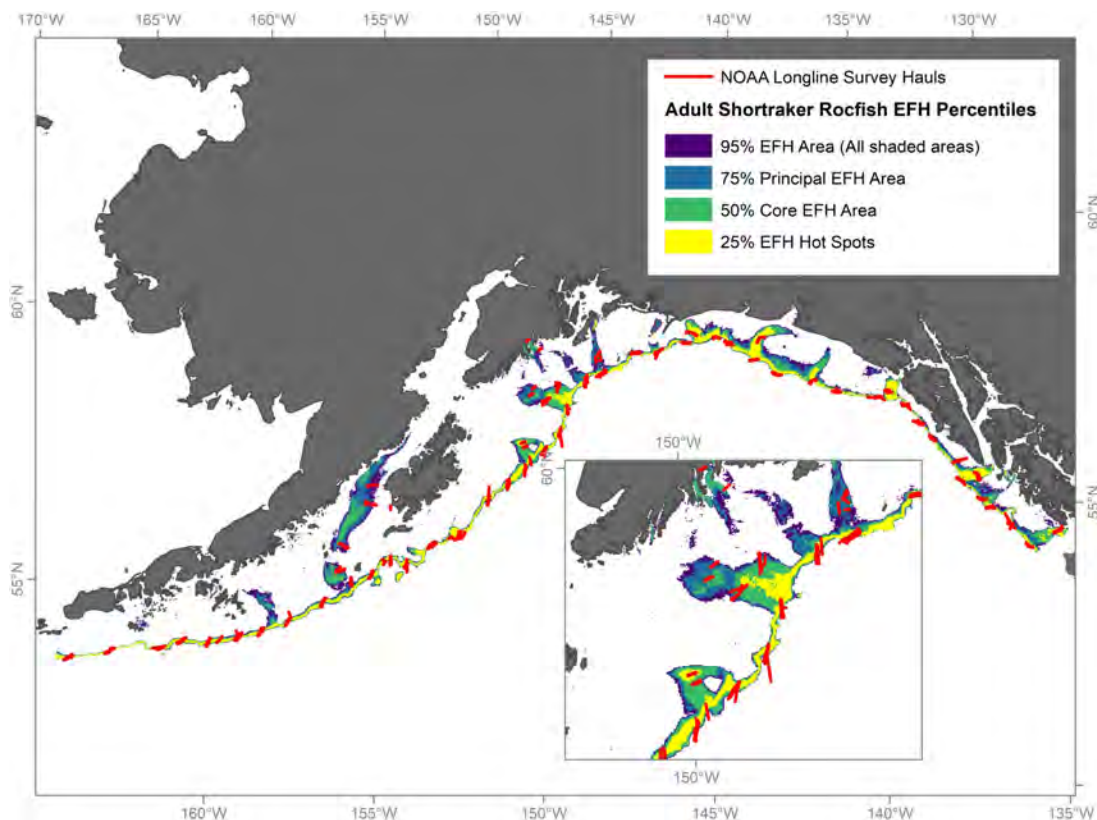 170°W 165°W 160°W 155°W 150°W 145°W 140°W 135°W 130°W
NOAA Longline Survey Hauls
Adult Shortraker Rocfish EFH Percentiles
95% EFH Area (All shaded areas)
75% Principal EFH Area
50% Core EFH Area
25% EFH Hot Spots
60°N
60°N
150°W
60°N
55°N
55°N
150°W
160°W 155°W 150°W 145°W 140°W 135°W